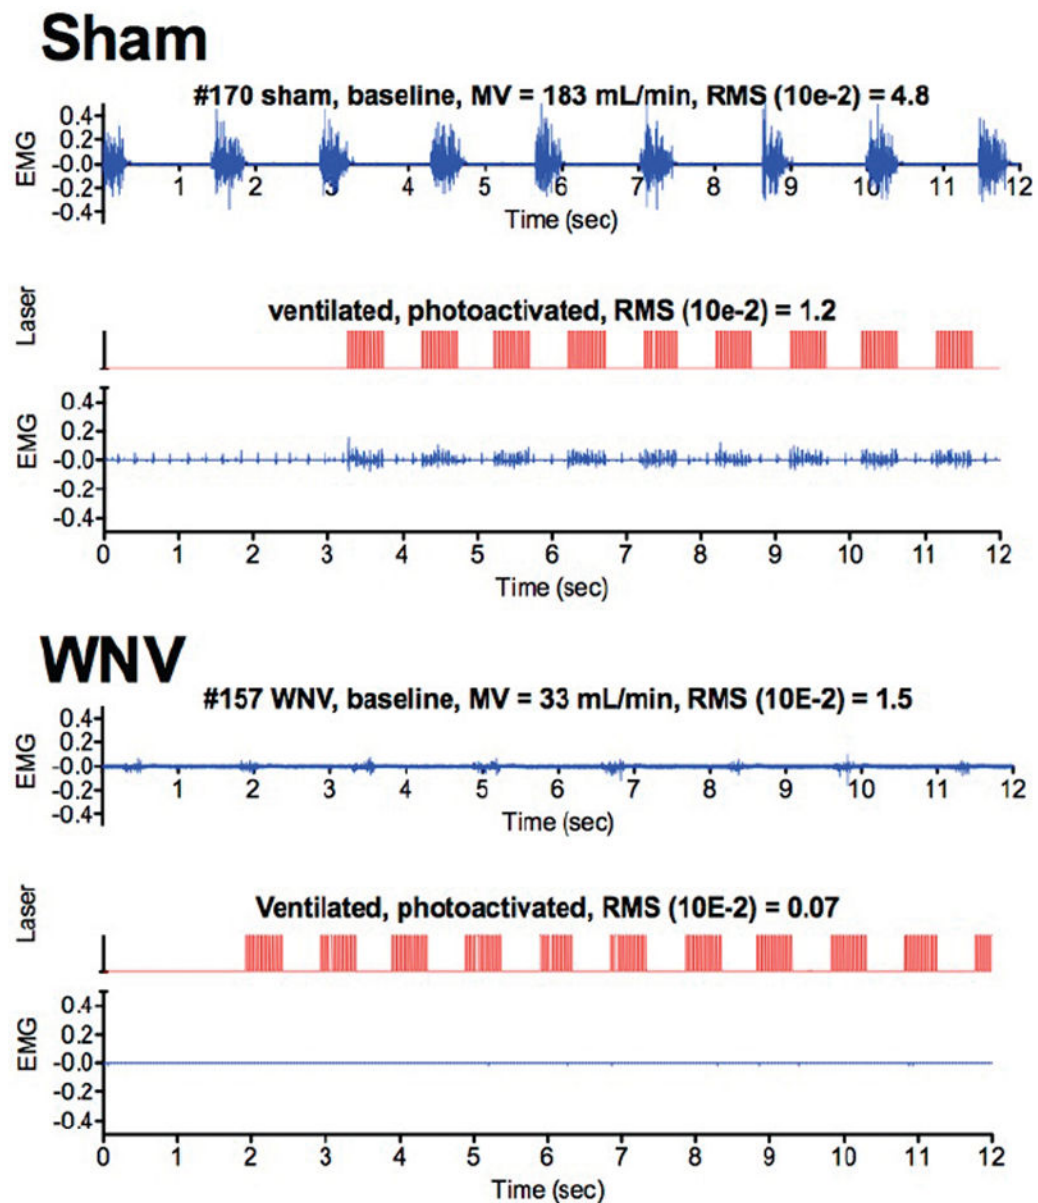 Sham
#170 sham, baseline, MV = 183 mL/min, RMS (10e-2) = 4.8
EMG
0.4
0.2
-0.0
-0.2
-0.4
1 2 3 4 5 6 7 8 9 10 11 12
Time (sec)
Laser
ventilated, photoactivated, RMS (10e-2) = 1.2
EMG
0.4
0.2
-0.0
-0.2
-0.4
0 1 2 3 4 5 6 7 8 9 10 11 12
Time (sec)
WNV
#157 WNV, baseline, MV = 33 mL/min, RMS (10E-2) = 1.5
EMG
0.4
0.2
-0.0
-0.2
-0.4
1 2 3 4 5 6 7 8 9 10 11 12
Time (sec)
Laser
Ventilated, photoactivated, RMS (10E-2) = 0.07
EMG
0.4
0.2
-0.0
-0.2
-0.4
0 1 2 3 4 5 6 7 8 9 10 11 12
Time (sec)